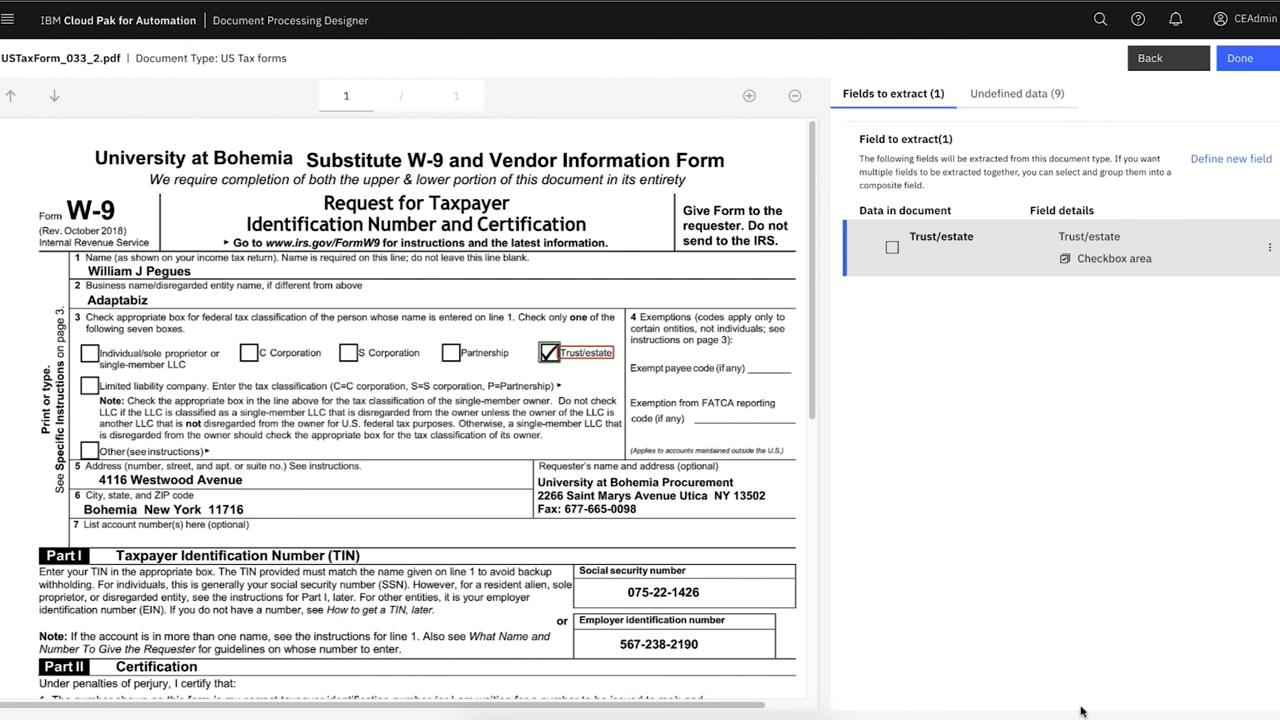 IBM Cloud Pak for Automation | Document Processing Designer
CEAdmin
USTaxForm_033_2.pdf | Document Type: US Tax forms
Back
Done
1 / 1
Fields to extract (1)
Undefined data (9)
Field to extract(1)
The following fields will be extracted from this document type. If you want
multiple fields to be extracted together, you can select and group them into a
composite field.
Define new field
Data in document
Field details
Trust/estate
Trust/estate
Checkbox area
University at Bohemia Substitute W-9 and Vendor Information Form
We require completion of both the upper & lower portion of this document in its entirety
Form W-9
(Rev. October 2018)
Internal Revenue Service
Request for Taxpayer
Identification Number and Certification
► Go to www.irs.gov/FormW9 for instructions and the latest information.
Give Form to the
requester. Do not
send to the IRS.
Print or type.
See Specific Instructions on page 3.
1 Name (as shown on your income tax return). Name is required on this line; do not leave this line blank.
William J Pegues
2 Business name/disregarded entity name, if different from above
Adaptabiz
3 Check appropriate box for federal tax classification of the person whose name is entered on line 1. Check only one of the
following seven boxes.
Individual/sole proprietor or
single-member LLC
C Corporation
S Corporation
Partnership
Trust/estate
Limited liability company. Enter the tax classification (C=C corporation, S=S corporation, P=Partnership) ►
Note: Check the appropriate box in the line above for the tax classification of the single-member owner. Do not check
LLC if the LLC is classified as a single-member LLC that is disregarded from the owner unless the owner of the LLC is
another LLC that is not disregarded from the owner for U.S. federal tax purposes. Otherwise, a single-member LLC that
is disregarded from the owner should check the appropriate box for the tax classification of its owner.
Other (see instructions) ►
4 Exemptions (codes apply only to
certain entities, not individuals; see
instructions on page 3):
Exempt payee code (if any)
Exemption from FATCA reporting
code (if any)
(Applies to accounts maintained outside the U.S.)
5 Address (number, street, and apt. or suite no.) See instructions.
4116 Westwood Avenue
6 City, state, and ZIP code
Bohemia New York 11716
Requester's name and address (optional)
University at Bohemia Procurement
2266 Saint Marys Avenue Utica NY 13502
Fax: 677-665-0098
7 List account number(s) here (optional)
Part I Taxpayer Identification Number (TIN)
Enter your TIN in the appropriate box. The TIN provided must match the name given on line 1 to avoid backup
withholding. For individuals, this is generally your social security number (SSN). However, for a resident alien, sole
proprietor, or disregarded entity, see the instructions for Part I, later. For other entities, it is your employer
identification number (EIN). If you do not have a number, see How to get a TIN, later.
Note: If the account is in more than one name, see the instructions for line 1. Also see What Name and
Number To Give the Requester for guidelines on whose number to enter.
Social security number
075-22-1426
or
Employer identification number
567-238-2190
Part II Certification
Under penalties of perjury, I certify that: